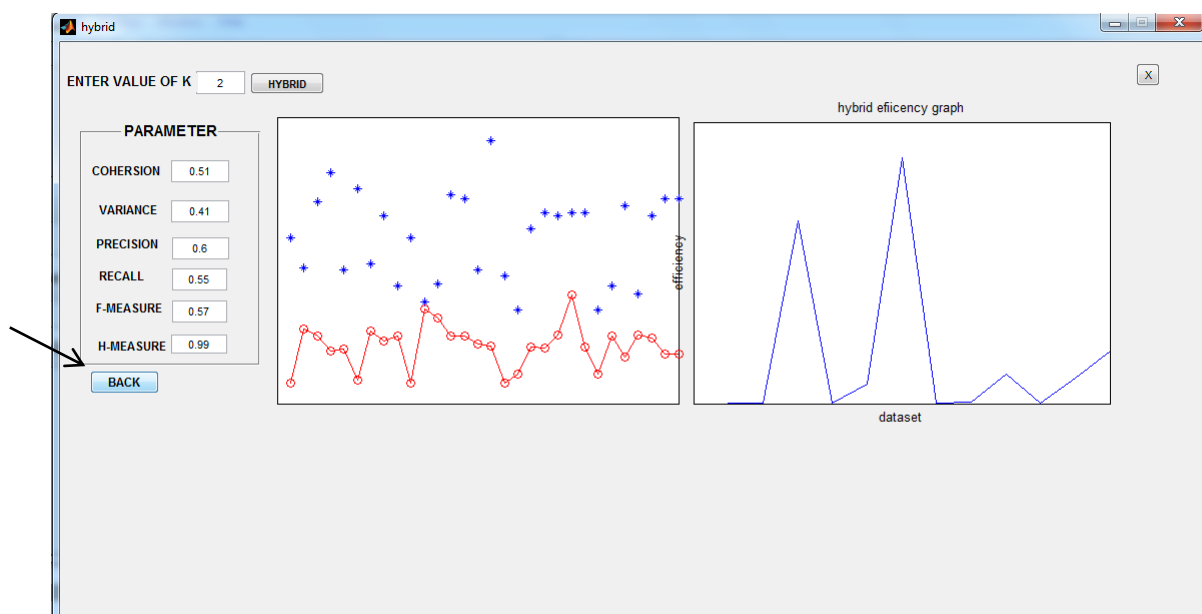 hybrid
ENTER VALUE OF K 2 HYBRID
X
PARAMETER
COHERSION 0.51
VARIANCE 0.41
PRECISION 0.6
RECALL 0.55
F-MEASURE 0.57
H-MEASURE 0.99
BACK
hybrid efiicency graph
efficiency
dataset